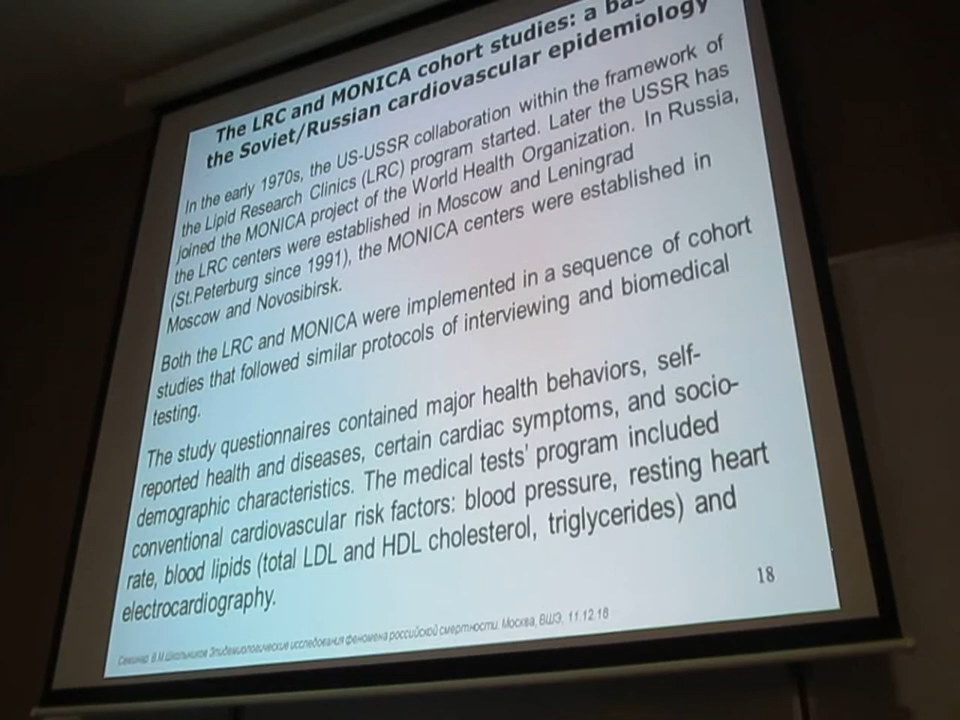 The LRC and MONICA cohort studies: a
the Soviet/Russian cardiovascular epidemiology
In the early 1970s, the US-USSR collaboration within the framework of
the Lipid Research Clinics (LRC) program started. Later the USSR has
joined the MONICA project of the World Health Organization. In Russia,
the LRC centers were established in Moscow and Leningrad
(St.Peterburg since 1991), the MONICA centers were established in
Moscow and Novosibirsk.
Both the LRC and MONICA were implemented in a sequence of cohort
studies that followed similar protocols of interviewing and biomedical
testing.
The study questionnaires contained major health behaviors, self-
reported health and diseases, certain cardiac symptoms, and socio-
demographic characteristics. The medical tests' program included
conventional cardiovascular risk factors: blood pressure, resting heart
rate, blood lipids (total LDL and HDL cholesterol, triglycerides) and
electrocardiography.
18
Семинар. В.М.Школьников Эпидемиологические исследования феномена российской смертности. Москва, ВШЭ, 11.12.18